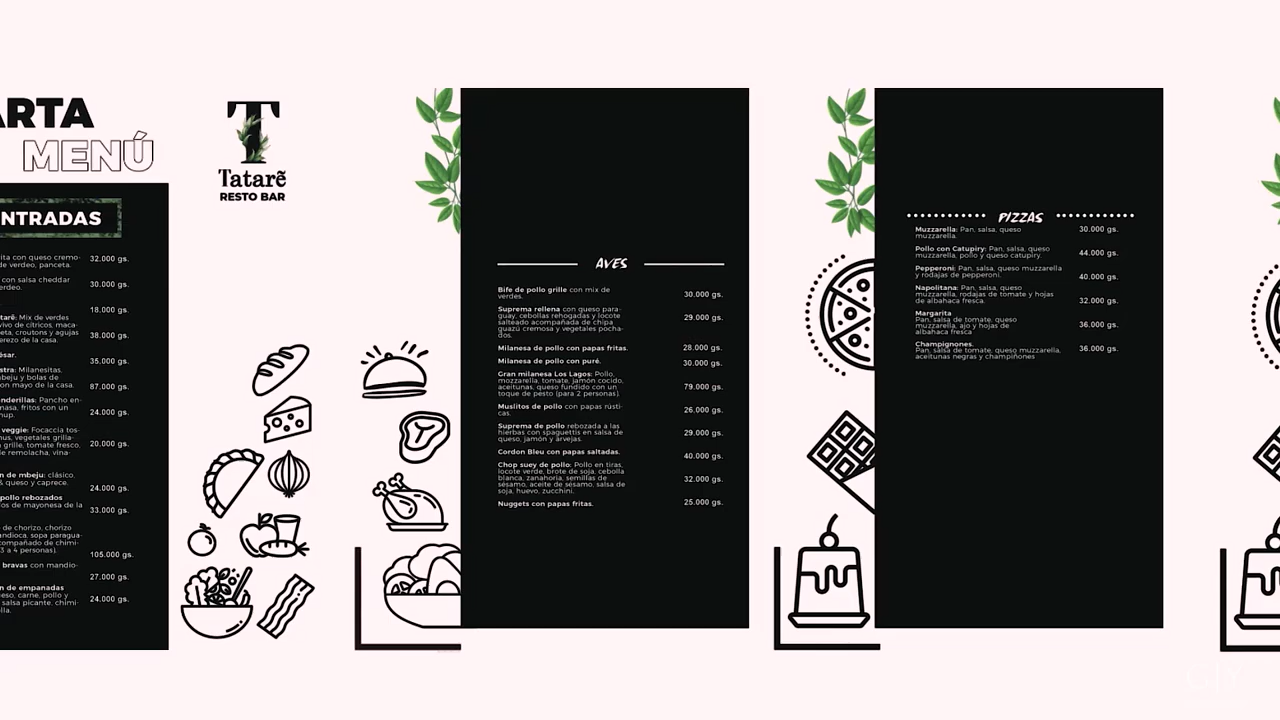 ARTA
MENÚ
NTRADAS
ita con queso cremo-
de verdeo, panceta.
32.000 gs.
con salsa cheddar
erdeo.
30.000 gs.
18.000 gs.
tarê: Mix de verdes
vivo de cítricos, maca-
eta, croutons y agujas
erezo de la casa.
38.000 gs.
ésar.
35.000 gs.
stra: Milanesitas,
mbeju y bolas de
on mayo de la casa.
87.000 gs.
nderillas: Pancho en-
masa, fritos con un
hup.
24.000 gs.
veggie: Focaccia tos-
mus, vegetales grilla-
a grille, tomate fresco,
de remolacha, vina-
20.000 gs.
ón de mbeju: clásico,
& queso y caprece.
24.000 gs.
pollo rebozados
os de mayonesa de la
33.000 gs.
de chorizo, chorizo
andioca, sopa paragua-
compañado de chimi-
3 a 4 personas).
105.000 gs.
bravas con mandio-
27.000 gs.
n de empanadas
ueso, carne, pollo y
salsa picante, chimi-
olla.
24.000 gs.
T
Tatarẽ
RESTO BAR
AVES
Bife de pollo grille con mix de
verdes.
30.000 gs.
Suprema rellena con queso para-
guay, cebollas rehogadas y locote
salteado acompañada de chipa
guazu cremosa y vegetales pocha-
dos.
29.000 gs.
Milanesa de pollo con papas fritas.
28.000 gs.
Milanesa de pollo con puré.
30.000 gs.
Gran milanesa Los Lagos: Pollo,
mozzarella, tomate, jamón cocido,
aceitunas, queso fundido con un
toque de pesto (para 2 personas).
79.000 gs.
Muslitos de pollo con papas rústi-
cas.
26.000 gs.
Suprema de pollo rebozada a las
hierbas con spaguettis en salsa de
queso, jamón y arvejas.
29.000 gs.
Cordon Bleu con papas saltadas.
40.000 gs.
Chop suey de pollo: Pollo en tiras,
locote verde, brote de soja, cebolla
blanca, zanahoria, semillas de
sésamo, aceite de sésamo, salsa de
soja, huevo, zucchini.
32.000 gs.
Nuggets con papas fritas.
25.000 gs.
PIZZAS
Muzzarella: Pan, salsa, queso
muzzarella.
30.000 gs.
Pollo con Catupiry: Pan, salsa, queso
muzzarella, pollo y queso catupiry.
44.000 gs.
Pepperoni: Pan, salsa, queso muzzarella
y rodajas de pepperoni.
40.000 gs.
Napolitana: Pan, salsa, queso
muzzarella, rodajas de tomate y hojas
de albahaca fresca.
32.000 gs.
Margarita
Pan, salsa de tomate, queso
muzzarella, ajo y hojas de
albahaca fresca
36.000 gs.
Champignones.
Pan, salsa de tomate, queso muzzarella,
aceitunas negras y champiñones
36.000 gs.